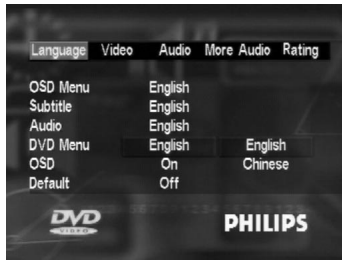 Language Video Audio More Audio Rating
OSD Menu English
Subtitle English
Audio English
DVD Menu English English
OSD On Chinese
Default Off
DVD
VIDEO
PHILIPS